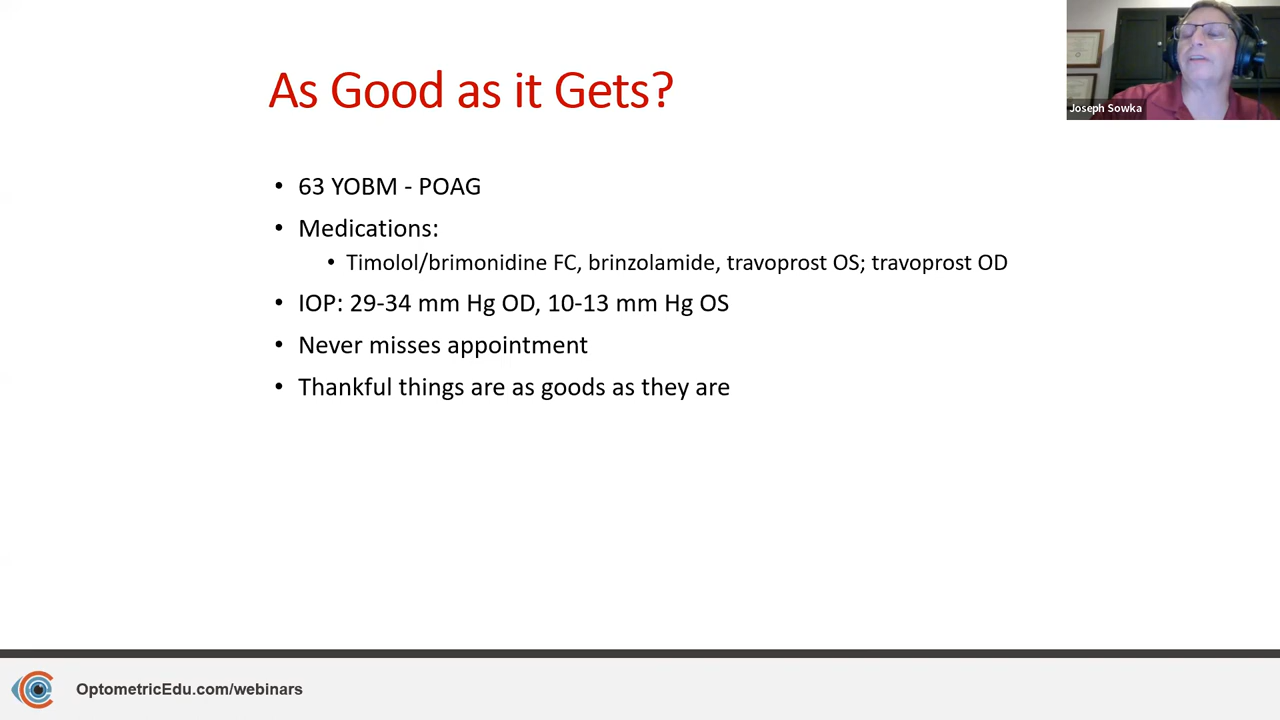 As Good as it Gets?
Joseph Sowka
• 63 YOBM - POAG
• Medications:
• Timolol/brimonidine FC, brinzolamide, travoprost OS; travoprost OD
• IOP: 29-34 mm Hg OD, 10-13 mm Hg OS
• Never misses appointment
• Thankful things are as goods as they are
OptometricEdu.com/webinars